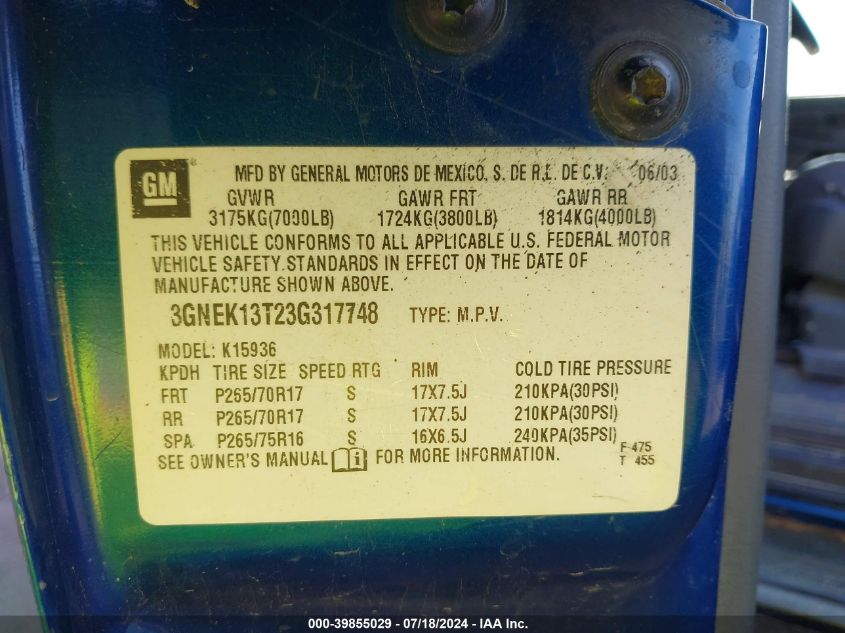 GM
MFD BY GENERAL MOTORS DE MEXICO, S. DE R.L. DE C.V. 06/03
GVWR GAWR FRT GAWR RR
3175KG(7000LB) 1724KG(3800LB) 1814KG(4000LB)
THIS VEHICLE CONFORMS TO ALL APPLICABLE U.S. FEDERAL MOTOR
VEHICLE SAFETY STANDARDS IN EFFECT ON THE DATE OF
MANUFACTURE SHOWN ABOVE.
3GNEK13T23G317748 TYPE: M.P.V.
MODEL: K15936
KPDH TIRE SIZE SPEED RTG RIM COLD TIRE PRESSURE
FRT P265/70R17 S 17X7.5J 210KPA(30PSI)
RR P265/70R17 S 17X7.5J 210KPA(30PSI)
SPA P265/75R16 S 16X6.5J 240KPA(35PSI)
SEE OWNER'S MANUAL i FOR MORE INFORMATION.
F 475
T 455
000-39855029 - 07/18/2024 - IAA Inc.